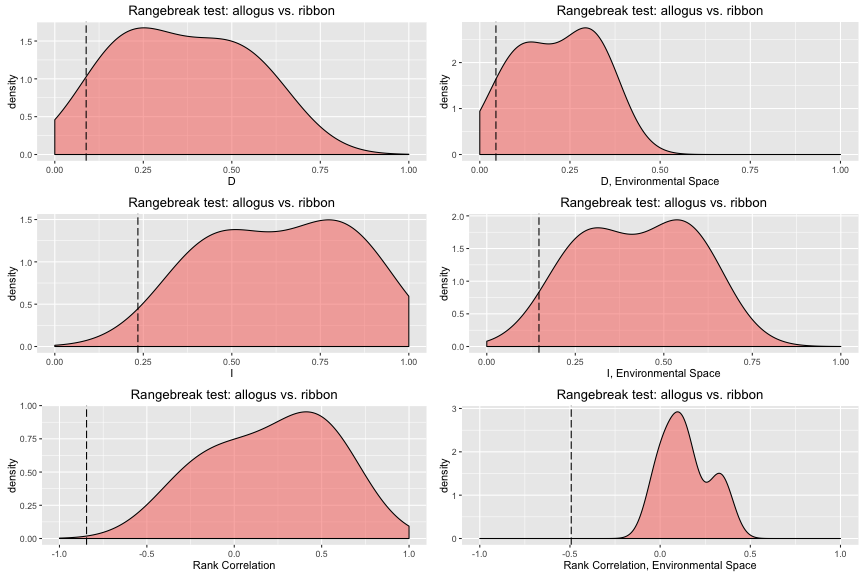 Rangebreak test: allogus vs. ribbon
density
1.5
1.0
0.5
0.0
0.00 0.25 0.50 0.75 1.00
D
Rangebreak test: allogus vs. ribbon
density
2
1
0
0.00 0.25 0.50 0.75 1.00
D, Environmental Space
Rangebreak test: allogus vs. ribbon
density
1.5
1.0
0.5
0.0
0.00 0.25 0.50 0.75 1.00
I
Rangebreak test: allogus vs. ribbon
density
2.0
1.5
1.0
0.5
0.0
0.00 0.25 0.50 0.75 1.00
I, Environmental Space
Rangebreak test: allogus vs. ribbon
density
1.00
0.75
0.50
0.25
0.00
-1.0 -0.5 0.0 0.5 1.0
Rank Correlation
Rangebreak test: allogus vs. ribbon
density
3
2
1
0
-1.0 -0.5 0.0 0.5 1.0
Rank Correlation, Environmental Space